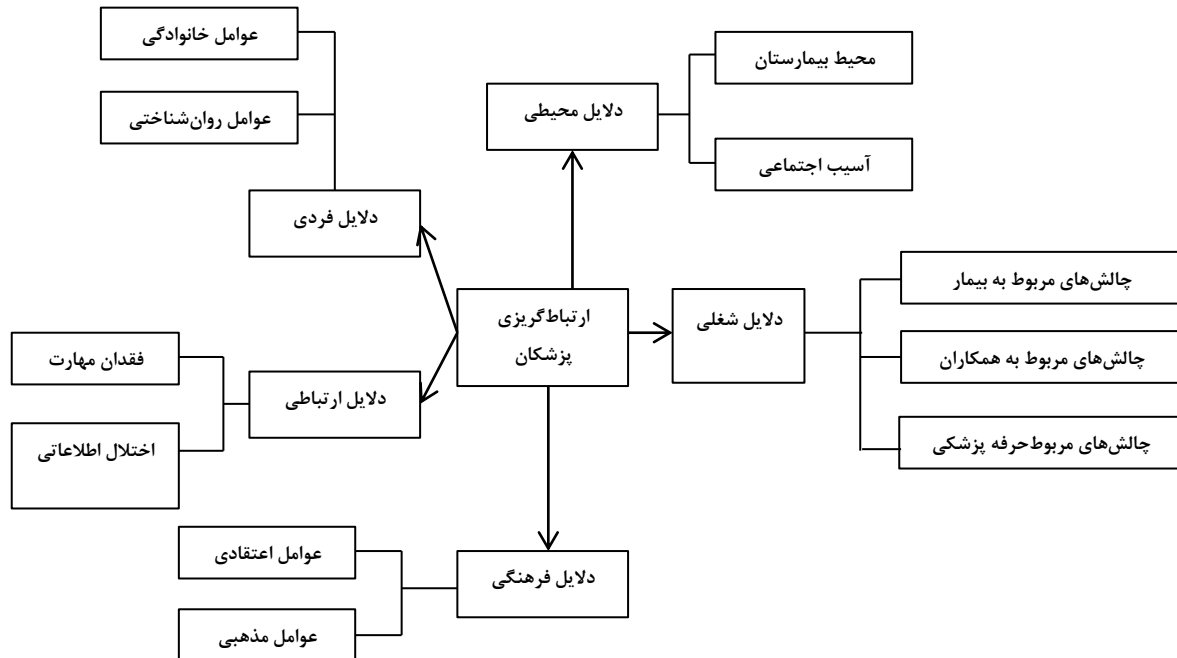 عوامل خانوادگی
محیط بیمارستان
عوامل روان‌شناختی
دلایل محیطی
آسیب اجتماعی
دلایل فردی
چالش‌های مربوط به بیمار
ارتباط‌گریزی
پزشکان
دلایل شغلی
فقدان مهارت
چالش‌های مربوط به همکاران
دلایل ارتباطی
اختلال اطلاعاتی
چالش‌های مربوط‌حرفه پزشکی
عوامل اعتقادی
دلایل فرهنگی
عوامل مذهبی